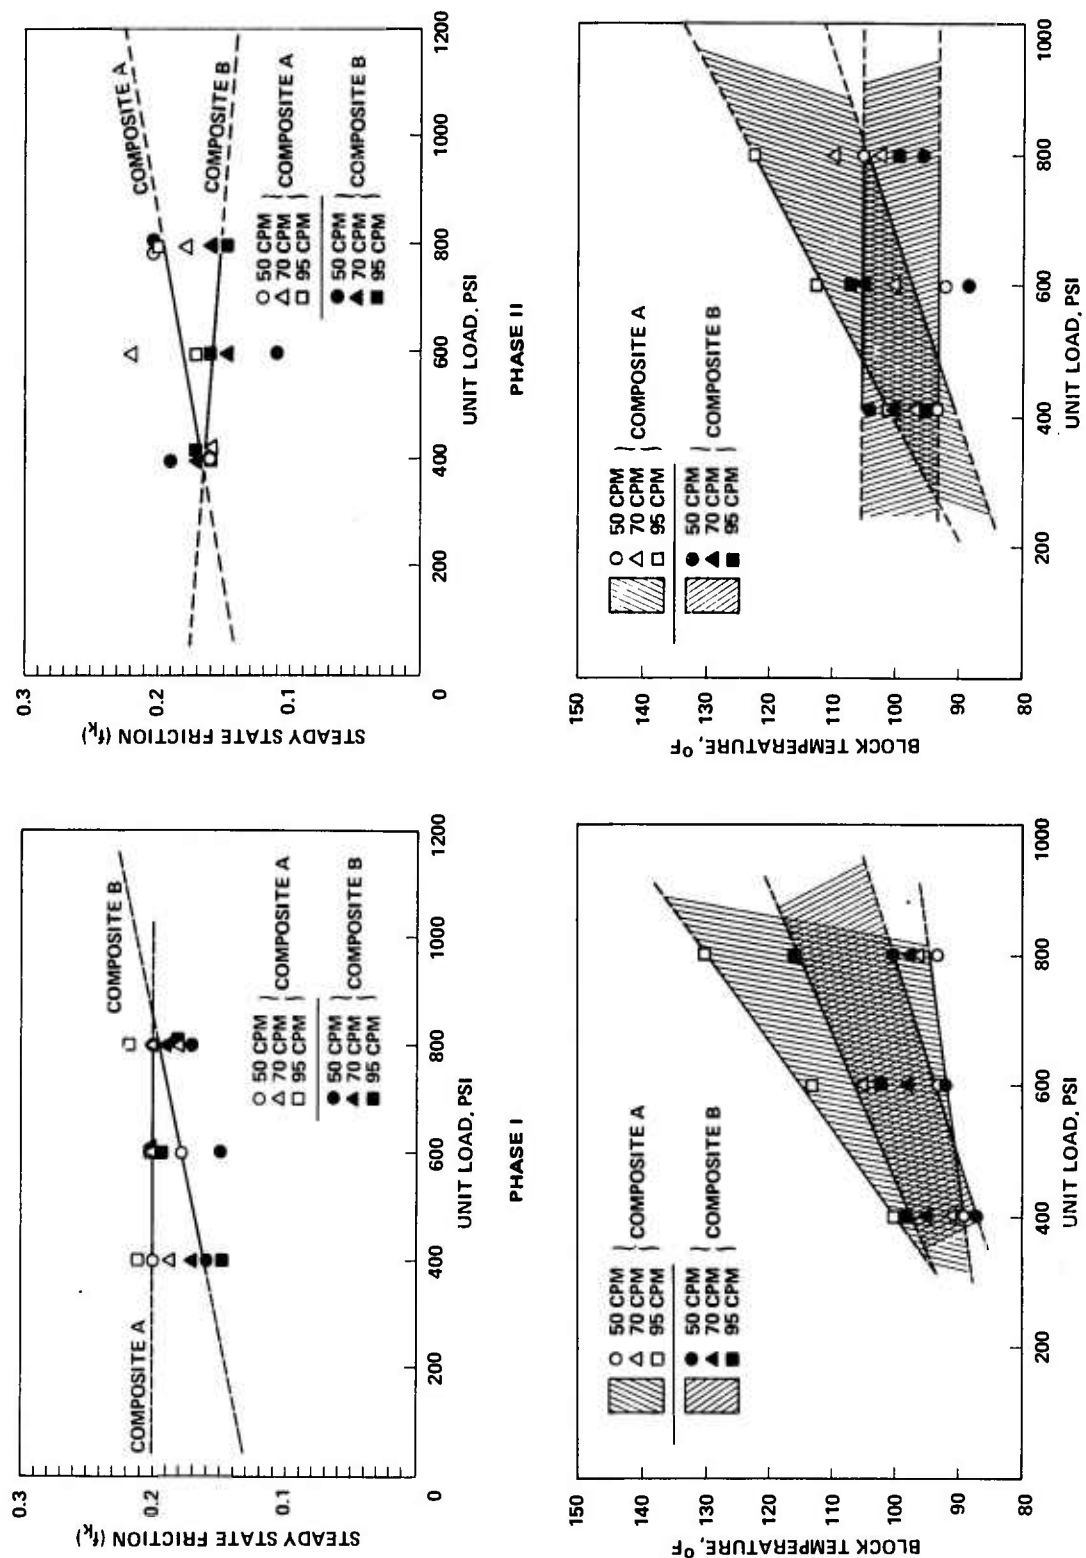 0.3
0.2
0.1
0
STEADY STATE FRICTION (fk)
COMPOSITE A
COMPOSITE B
50 CPM
70 CPM
95 CPM
COMPOSITE A
50 CPM
70 CPM
95 CPM
COMPOSITE B
200
400
600
800
1000
1200
UNIT LOAD, PSI
PHASE I
150
140
130
120
110
100
90
80
BLOCK TEMPERATURE, ºF
50 CPM
70 CPM
95 CPM
COMPOSITE A
50 CPM
70 CPM
95 CPM
COMPOSITE B
200
400
600
800
1000
UNIT LOAD, PSI
0.3
0.2
0.1
0
STEADY STATE FRICTION (fk)
COMPOSITE A
COMPOSITE B
50 CPM
70 CPM
95 CPM
COMPOSITE A
50 CPM
70 CPM
95 CPM
COMPOSITE B
200
400
600
800
1000
1200
UNIT LOAD, PSI
PHASE II
150
140
130
120
110
100
90
80
BLOCK TEMPERATURE, ºF
50 CPM
70 CPM
95 CPM
COMPOSITE A
50 CPM
70 CPM
95 CPM
COMPOSITE B
200
400
600
800
1000
UNIT LOAD, PSI